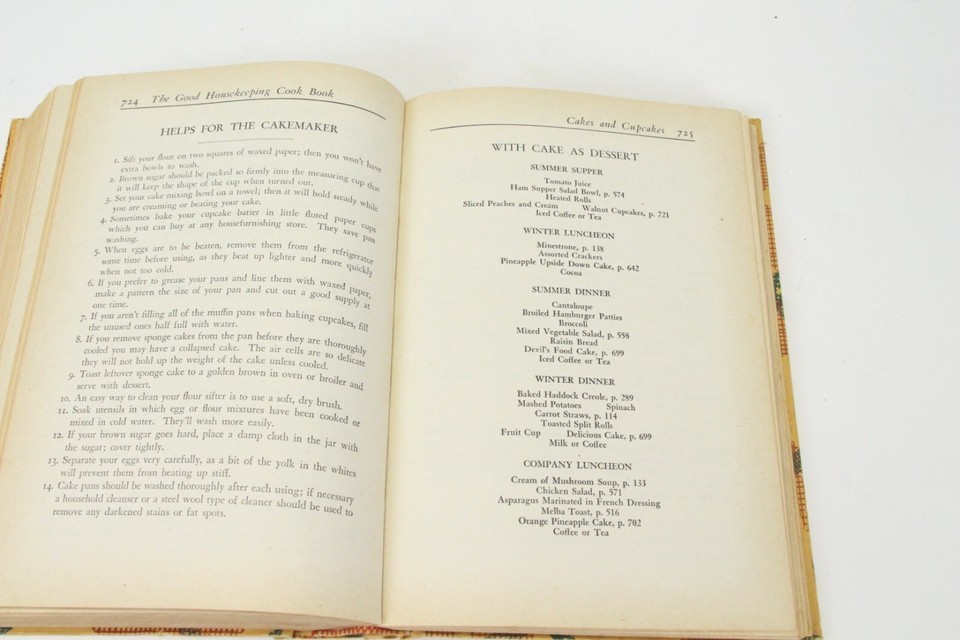 724 The Good Housekeeping Cook Book
HELPS FOR THE CAKEMAKER
1. Sift your flour on two squares of waxed paper; then you won't have
extra bowls to wash.
2. Brown sugar should be packed so firmly into the measuring cup that
it will keep the shape of the cup when turned out.
3. Set your cake mixing bowl on a towel; then it will hold steady while
you are creaming or beating your cake.
4. Sometimes bake your cupcake batter in little fluted paper cups
which you can buy at any housefurnishing store. They save pan
washing.
5. When eggs are to be beaten, remove them from the refrigerator
some time before using, as they beat up lighter and more quickly
when not too cold.
6. If you prefer to grease your pans and line them with waxed paper,
make a pattern the size of your pan and cut out a good supply at
one time.
7. If you aren't filling all of the muffin pans when baking cupcakes, fill
the unused ones half full with water.
8. If you remove sponge cakes from the pan before they are thoroughly
cooled you may have a collapsed cake. The air cells are so delicate
they will not hold up the weight of the cake unless cooled.
9. Toast leftover sponge cake to a golden brown in oven or broiler and
serve with dessert.
10. An easy way to clean your flour sifter is to use a soft, dry brush.
11. Soak utensils in which egg or flour mixtures have been cooked or
mixed in cold water. They'll wash more easily.
12. If your brown sugar goes hard, place a damp cloth in the jar with
the sugar; cover tightly.
13. Separate your eggs very carefully, as a bit of the yolk in the whites
will prevent them from beating up stiff.
14. Cake pans should be washed thoroughly after each using; if necessary
a household cleanser or a steel wool type of cleaner should be used to
remove any darkened stains or fat spots.
Cakes and Cupcakes 725
WITH CAKE AS DESSERT
SUMMER SUPPER
Tomato Juice
Ham Supper Salad Bowl, p. 574
Heated Rolls
Sliced Peaches and Cream Walnut Cupcakes, p. 721
Iced Coffee or Tea
WINTER LUNCHEON
Minestrone, p. 138
Assorted Crackers
Pineapple Upside Down Cake, p. 642
Cocoa
SUMMER DINNER
Cantaloupe
Broiled Hamburger Patties
Broccoli
Mixed Vegetable Salad, p. 558
Raisin Bread
Devil's Food Cake, p. 699
Iced Coffee or Tea
WINTER DINNER
Baked Haddock Creole, p. 289
Mashed Potatoes Spinach
Carrot Straws, p. 114
Toasted Split Rolls
Fruit Cup Delicious Cake, p. 699
Milk or Coffee
COMPANY LUNCHEON
Cream of Mushroom Soup, p. 133
Chicken Salad, p. 571
Asparagus Marinated in French Dressing
Melba Toast, p. 516
Orange Pineapple Cake, p. 702
Coffee or Tea